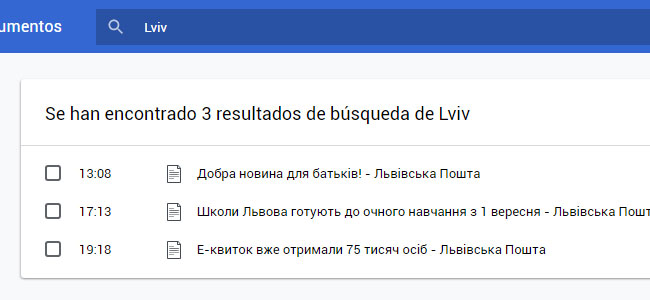 Lviv
Se han encontrado 3 resultados de búsqueda de Lviv
13:08 Добра новина для батьків! - Львівська Пошта
17:13 Школи Львова готують до очного навчання з 1 вересня - Львівська
19:18 Е-квиток вже отримали 75 тисяч осіб - Львівська Пошта